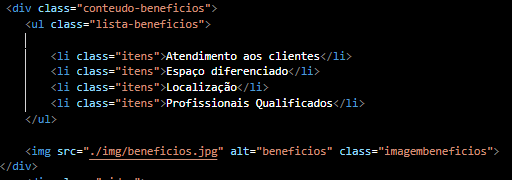 <div class="conteudo-beneficios">
<ul class="lista-beneficios">
<li class="itens">Atendimento aos clientes</li>
<li class="itens">Espaço diferenciado</li>
<li class="itens">Localização</li>
<li class="itens">Profissionais Qualificados</li>
</ul>
<img src="./img/beneficios.jpg" alt="beneficios" class="imagembeneficios">
</div>